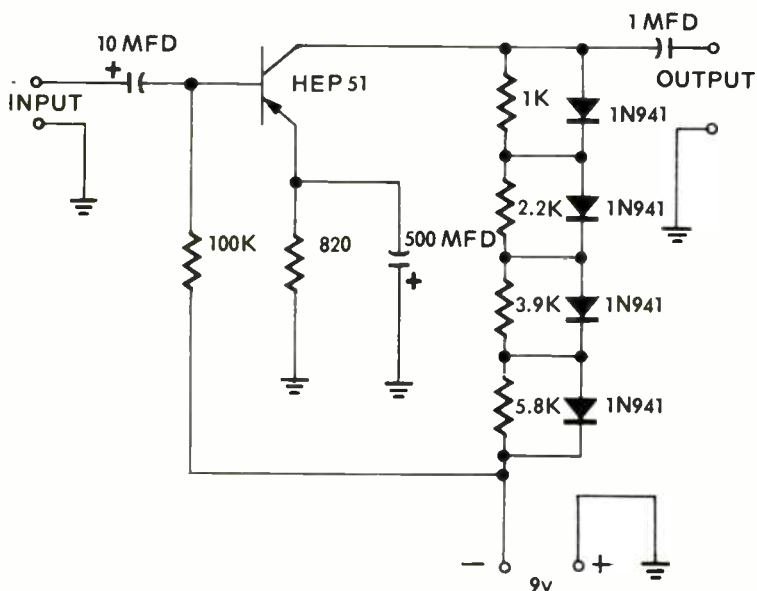 10 MFD
+
INPUT
HEP 51
1 MFD
OUTPUT
1K
1N941
2.2K
1N941
100K
820
500 MFD
+
3.9K
1N941
5.8K
1N941
− 9v +